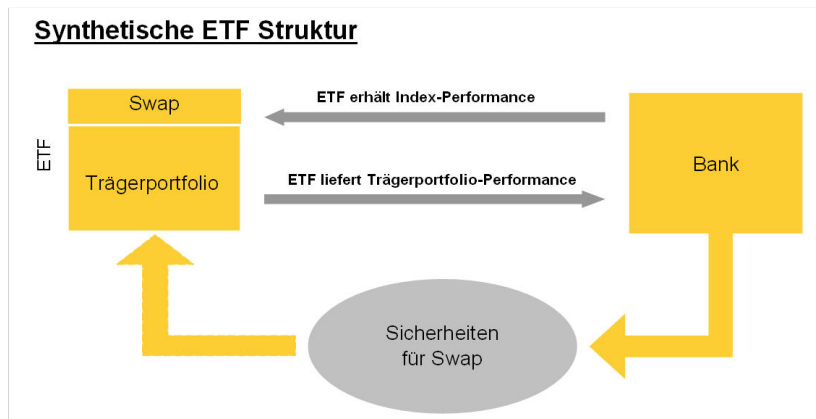 Synthetische ETF Struktur
Swap
ETF erhält Index-Performance
ETF
Trägerportfolio
Bank
ETF liefert Trägerportfolio-Performance
Sicherheiten
für Swap